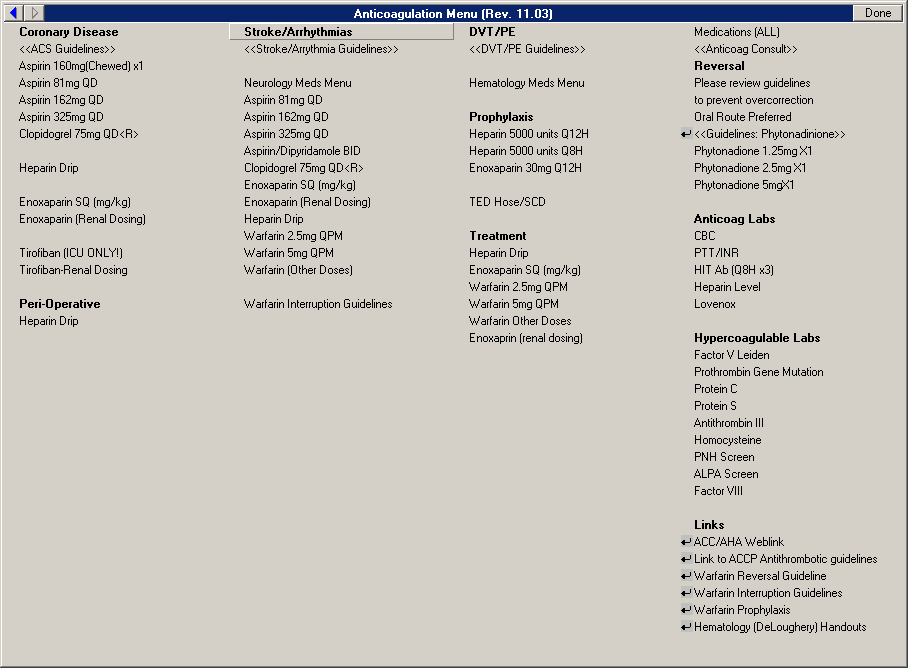 Anticoagulation Menu (Rev. 11.03)
Done
Coronary Disease
<<ACS Guidelines>>
Aspirin 160mg(Chewed) x1
Aspirin 81mg QD
Aspirin 162mg QD
Aspirin 325mg QD
Clopidogrel 75mg QD<R>
Heparin Drip
Enoxaparin SQ (mg/kg)
Enoxaparin (Renal Dosing)
Tirofiban (ICU ONLY!)
Tirofiban-Renal Dosing
Peri-Operative
Heparin Drip
Stroke/Arrhythmias
<<Stroke/Arrythmia Guidelines>>
Neurology Meds Menu
Aspirin 81mg QD
Aspirin 162mg QD
Aspirin 325mg QD
Aspirin/Dipyridamole BID
Clopidogrel 75mg QD<R>
Enoxaparin SQ (mg/kg)
Enoxaparin (Renal Dosing)
Heparin Drip
Warfarin 2.5mg QPM
Warfarin 5mg QPM
Warfarin (Other Doses)
Warfarin Interruption Guidelines
DVT/PE
<<DVT/PE Guidelines>>
Hematology Meds Menu
Prophylaxis
Heparin 5000 units Q12H
Heparin 5000 units Q8H
Enoxaparin 30mg Q12H
TED Hose/SCD
Treatment
Heparin Drip
Enoxaparin SQ (mg/kg)
Warfarin 2.5mg QPM
Warfarin 5mg QPM
Warfarin Other Doses
Enoxaprin (renal dosing)
Medications (ALL)
<<Anticoag Consult>>
Reversal
Please review guidelines
to prevent overcorrection
Oral Route Preferred
<<Guidelines: Phytonadinione>>
Phytonadione 1.25mg X1
Phytonadione 2.5mg X1
Phytonadione 5mgX1
Anticoag Labs
CBC
PTT/INR
HIT Ab (Q8H x3)
Heparin Level
Lovenox
Hypercoagulable Labs
Factor V Leiden
Prothrombin Gene Mutation
Protein C
Protein S
Antithrombin III
Homocysteine
PNH Screen
ALPA Screen
Factor VIII
Links
ACC/AHA Weblink
Link to ACCP Antithrombotic guidelines
Warfarin Reversal Guideline
Warfarin Interruption Guidelines
Warfarin Prophylaxis
Hematology (DeLoughery) Handouts